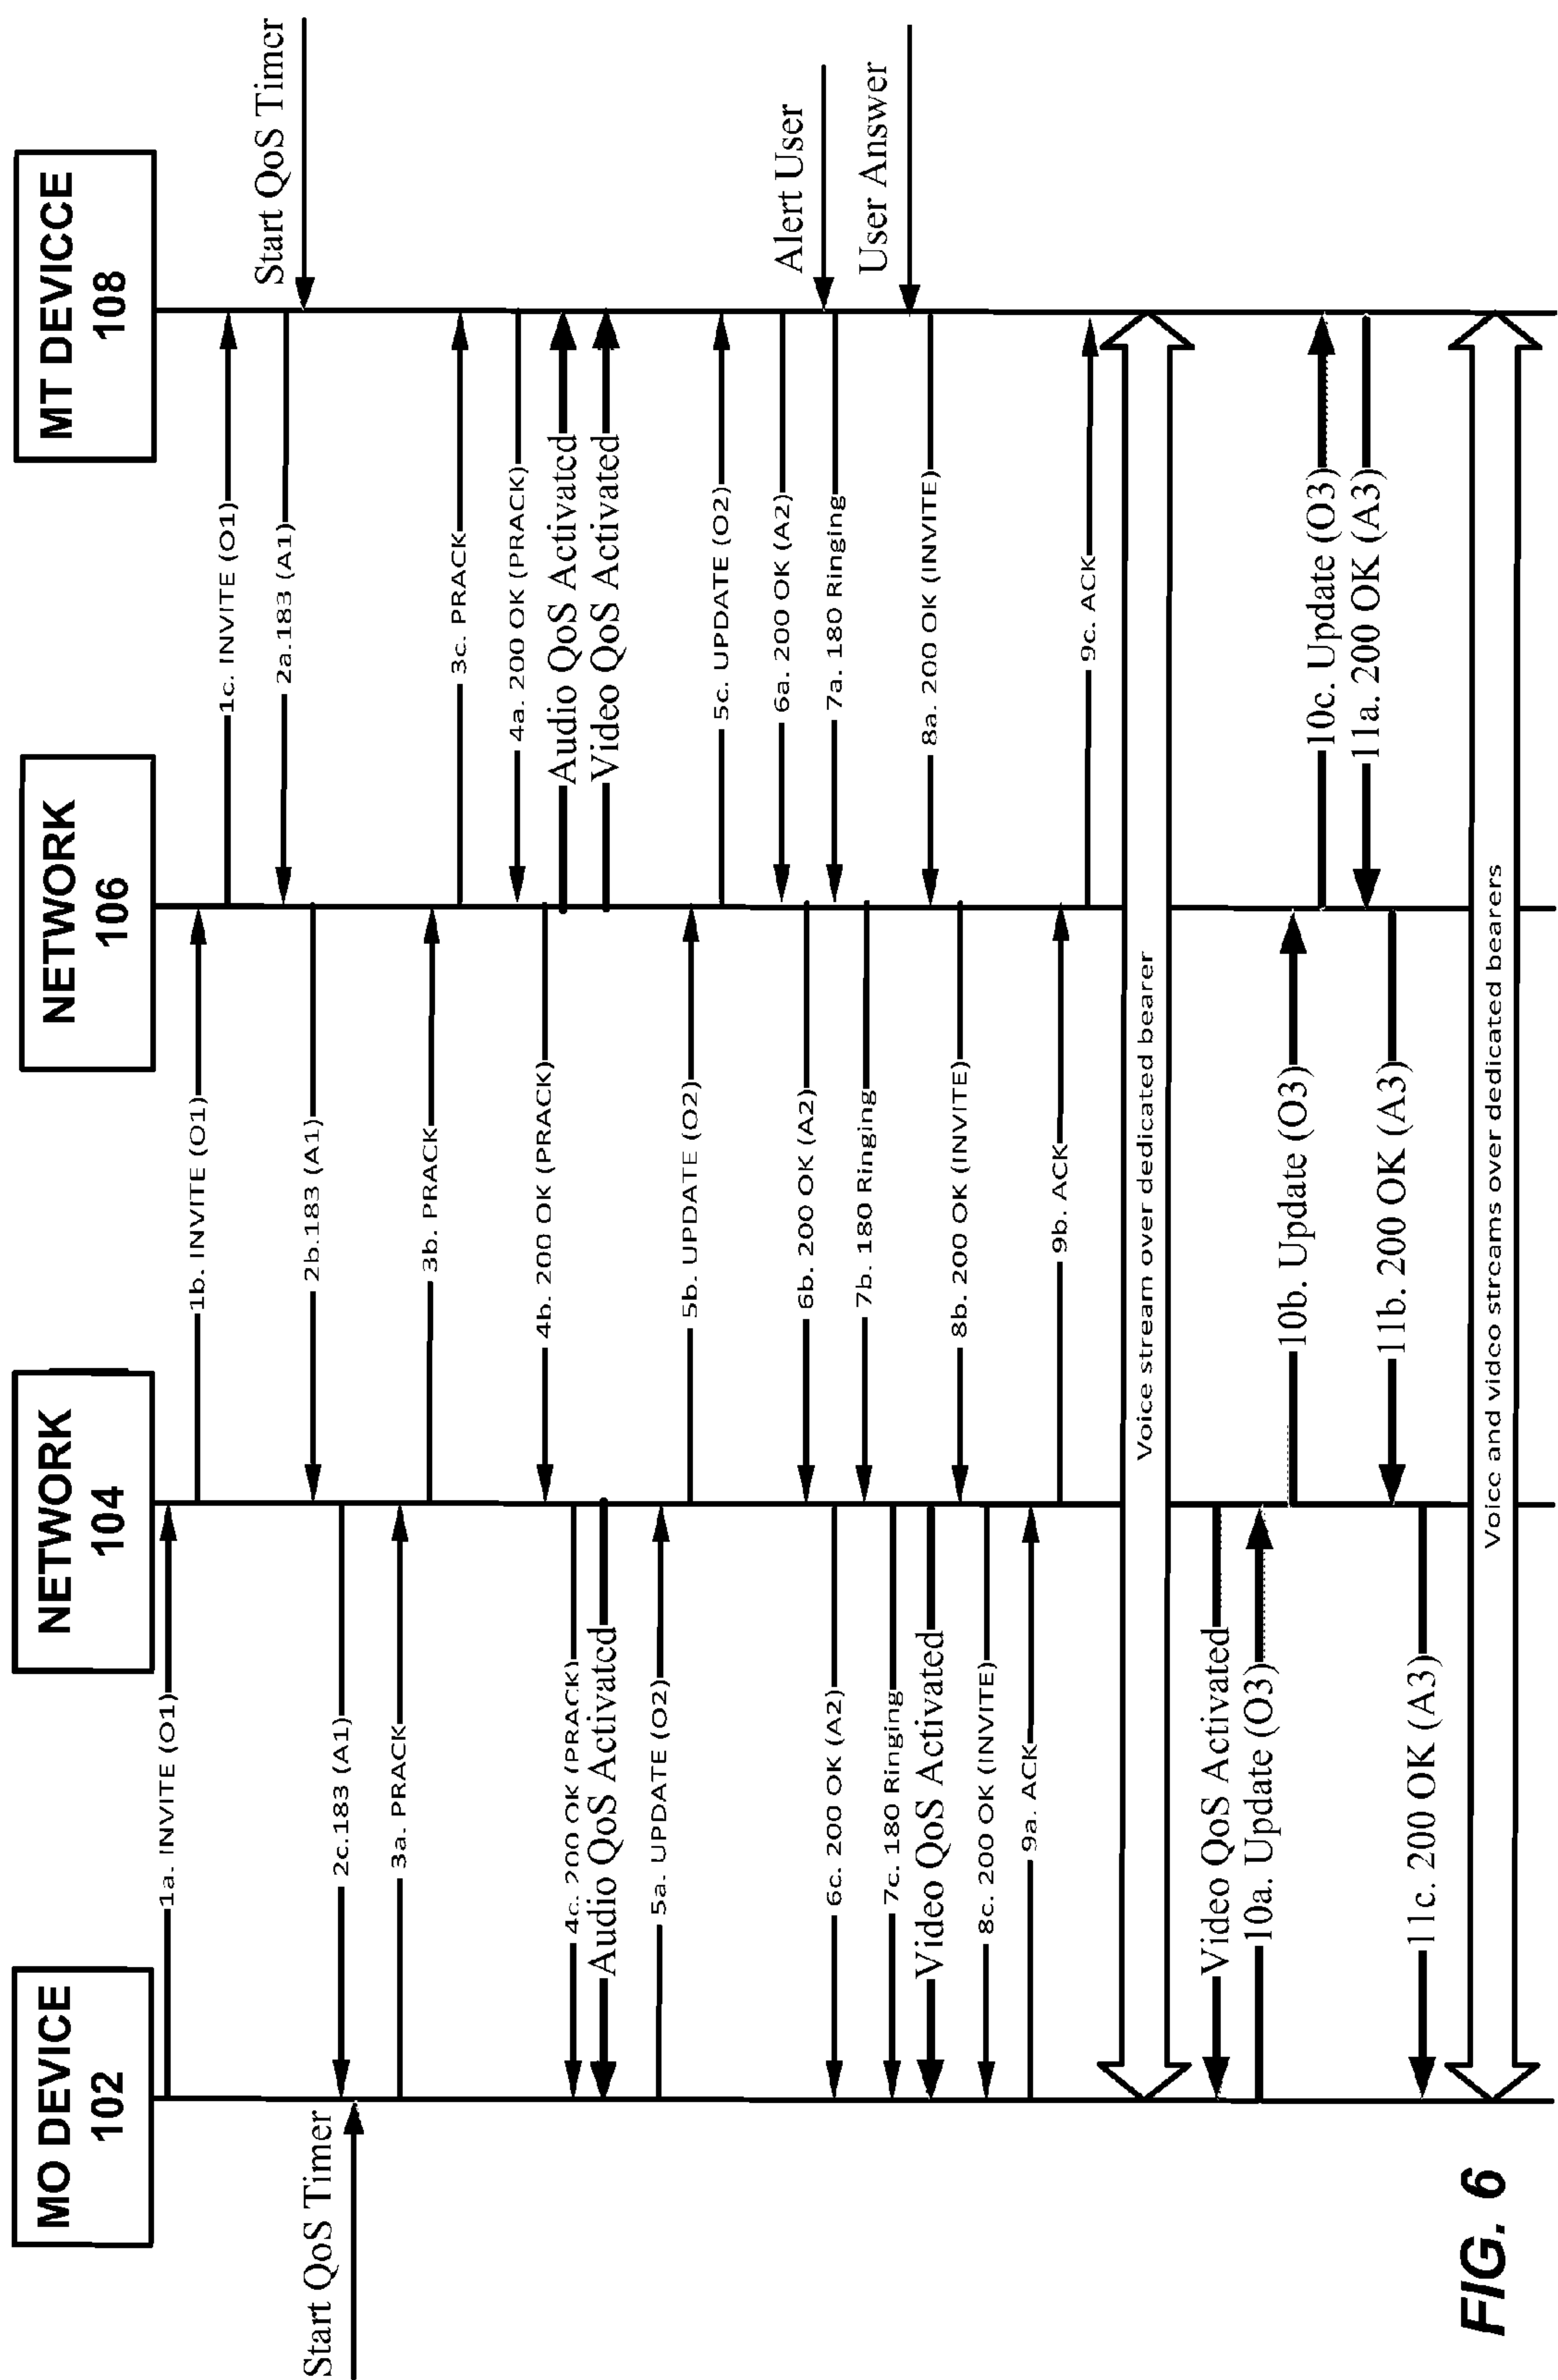 MO DEVICE
102
NETWORK
104
NETWORK
106
MT DEVICCE
108
1a. INVITE (O1)
1b. INVITE (O1)
1c. INVITE (O1)
2a.183 (A1)
Start QoS Timer
2b.183 (A1)
2c.183 (A1)
Start QoS Timer
3a. PRACK
3b. PRACK
3c. PRACK
4a. 200 OK (PRACK)
4b. 200 OK (PRACK)
4c. 200 OK (PRACK)
Audio QoS Activated
Video QoS Activated
Audio QoS Activated
5a. UPDATE (O2)
5b. UPDATE (O2)
5c. UPDATE (O2)
6a. 200 OK (A2)
6b. 200 OK (A2)
6c. 200 OK (A2)
Alert User
7a. 180 Ringing
7b. 180 Ringing
7c. 180 Ringing
User Answer
Video QoS Activated
8a. 200 OK (INVITE)
8b. 200 OK (INVITE)
8c. 200 OK (INVITE)
9a. ACK
9b. ACK
9c. ACK
Voice stream over dedicated bearer
Video QoS Activated
10a. Update (O3)
10b. Update (O3)
10c. Update (O3)
11a. 200 OK (A3)
11b. 200 OK (A3)
11c. 200 OK (A3)
Voice and video streams over dedicated bearers
FIG. 6